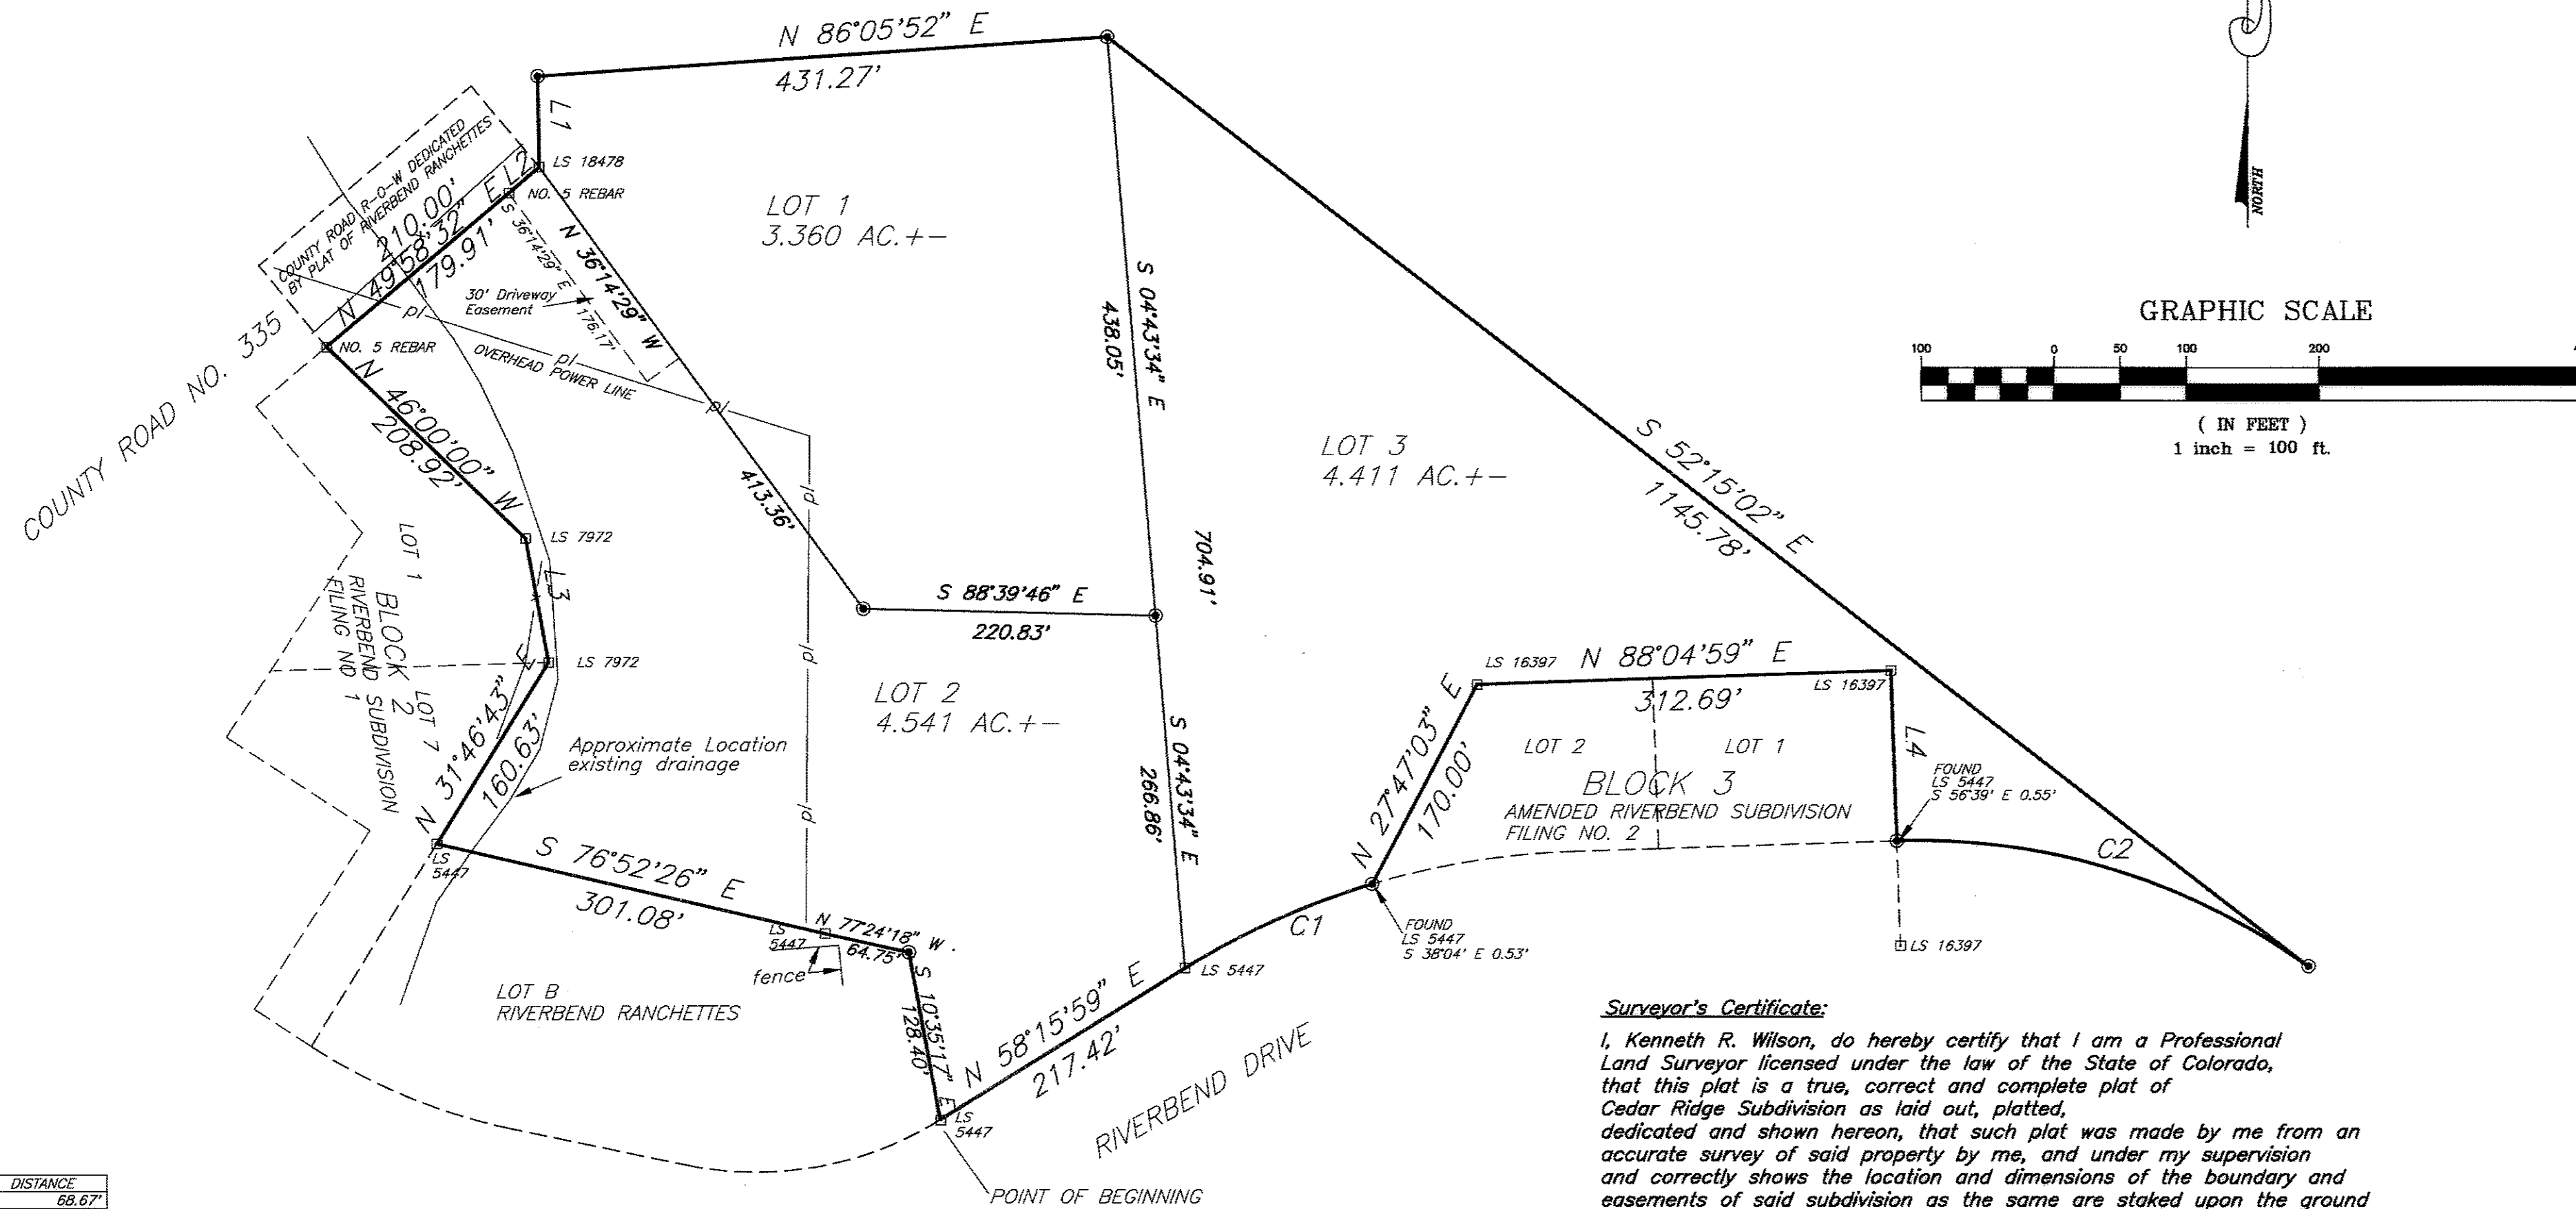 N 86°05'52" E
431.27'
L1
COUNTY ROAD R-O-W DEDICATED
BY PLAT OF RIVERBEND RANCHETTES
210.00'
N 49°58'32" E
179.91'
L2
LS 18478
NO. 5 REBAR
S 36°14'29" E
176.17'
30' Driveway
Easement
N 36°14'29" W
413.36'
LOT 1
3.360 AC.+-
S 04°43'34" E
438.05'
NORTH
GRAPHIC SCALE
100
0
50
100
200
( IN FEET )
1 inch = 100 ft.
COUNTY ROAD NO. 335
NO. 5 REBAR
pl
pl
pl
OVERHEAD POWER LINE
N 46°00'00" W
208.92'
LOT 3
4.411 AC.+-
S 52°15'02" E
1145.78'
pl
LS 7972
L3
704.91'
LOT 1
BLOCK 2
RIVERBEND SUBDIVISION
FILING NO 1
LOT 7
LS 7972
S 88°39'46" E
220.83'
pl
LOT 2
4.541 AC.+-
N 31°46'43" E
160.63'
Approximate Location
existing drainage
pl
S 04°43'34" E
266.86'
LS 16397
N 88°04'59" E
312.69'
LS 16397
N 27°47'03" E
170.00'
LOT 2
LOT 1
BLOCK 3
AMENDED RIVERBEND SUBDIVISION
FILING NO. 2
L4
FOUND
LS 5447
S 56°39' E 0.55'
C2
LS 16397
LS
5447
S 76°52'26" E
301.08'
LS
5447
N 77°24'18" W
64.75'
fence
C1
FOUND
LS 5447
S 38°04' E 0.53'
LS 5447
LOT B
RIVERBEND RANCHETTES
S 10°35'17" E
128.40'
N 58°15'59" E
217.42'
LS
5447
RIVERBEND DRIVE
POINT OF BEGINNING
DISTANCE
68.67'
Surveyor's Certificate:
I, Kenneth R. Wilson, do hereby certify that I am a Professional
Land Surveyor licensed under the law of the State of Colorado,
that this plat is a true, correct and complete plat of
Cedar Ridge Subdivision as laid out, platted,
dedicated and shown hereon, that such plat was made by me from an
accurate survey of said property by me, and under my supervision
and correctly shows the location and dimensions of the boundary and
easements of said subdivision as the same are staked upon the ground